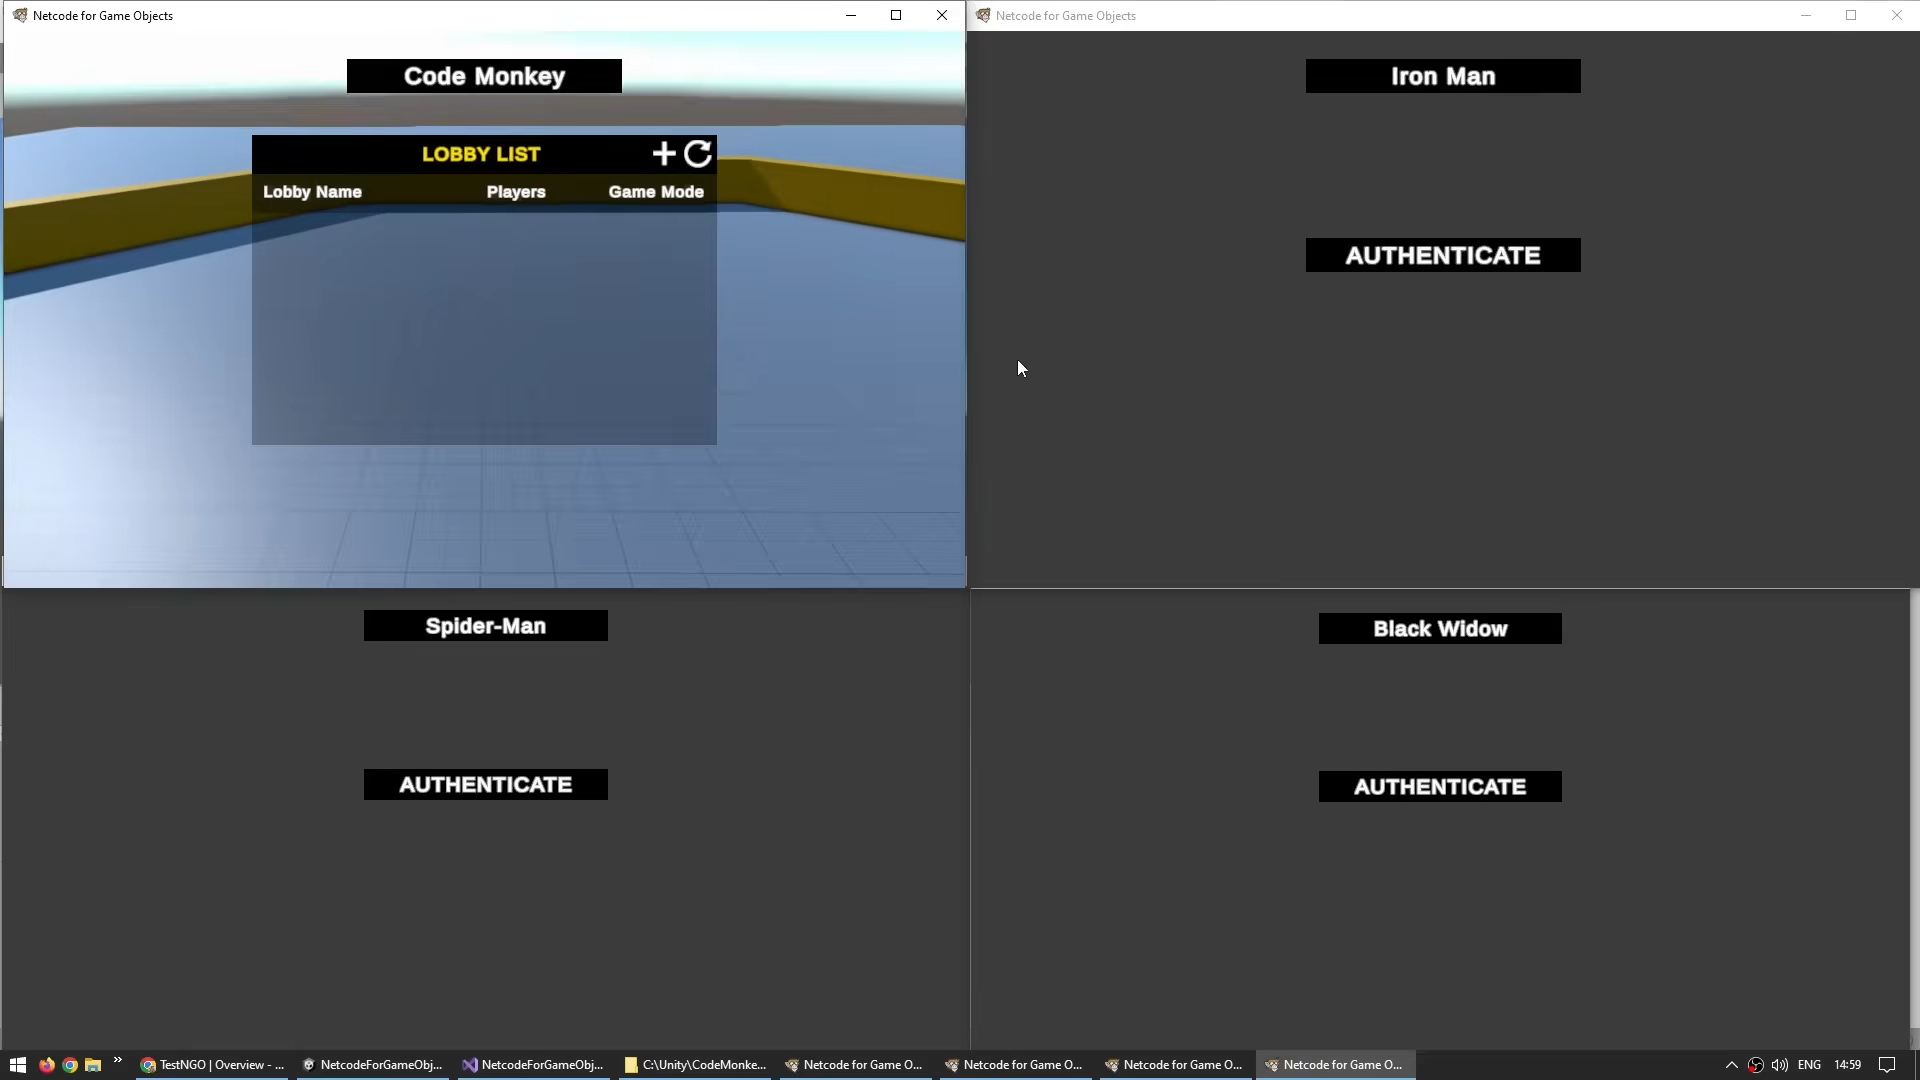 Netcode for Game Objects
Netcode for Game Objects
Code Monkey
Iron Man
LOBBY LIST
Lobby Name Players Game Mode
AUTHENTICATE
Spider-Man
Black Widow
AUTHENTICATE
AUTHENTICATE
TestNGO | Overview - ...
NetcodeForGameObj...
NetcodeForGameObj...
C:\Unity\CodeMonke...
Netcode for Game O...
Netcode for Game O...
Netcode for Game O...
Netcode for Game O...
ENG
14:59